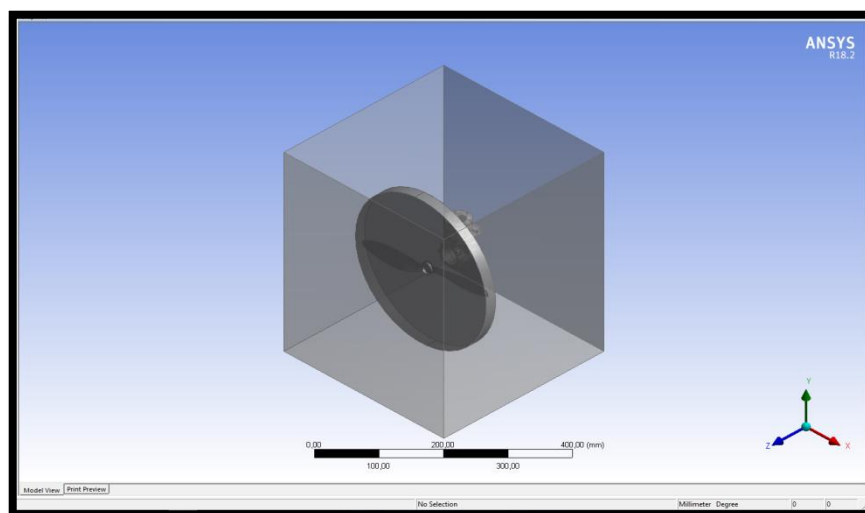 ANSYS
R18.2
Y
Z
X
0,00
200,00
400,00 (mm)
100,00
300,00
Model View
Print Preview
No Selection
Millimeter
Degree
0
0